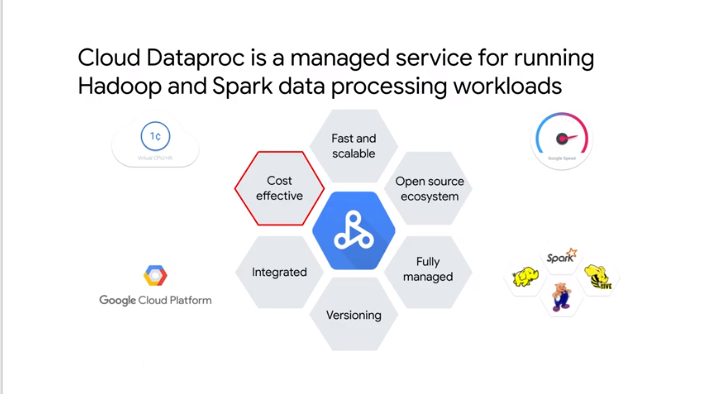 Cloud Dataproc is a managed service for running
Hadoop and Spark data processing workloads
1¢
Virtual CPU/HR
Google Speed
Fast and
scalable
Cost
effective
Open source
ecosystem
Integrated
Fully
managed
Versioning
Google Cloud Platform
Spark
HIVE